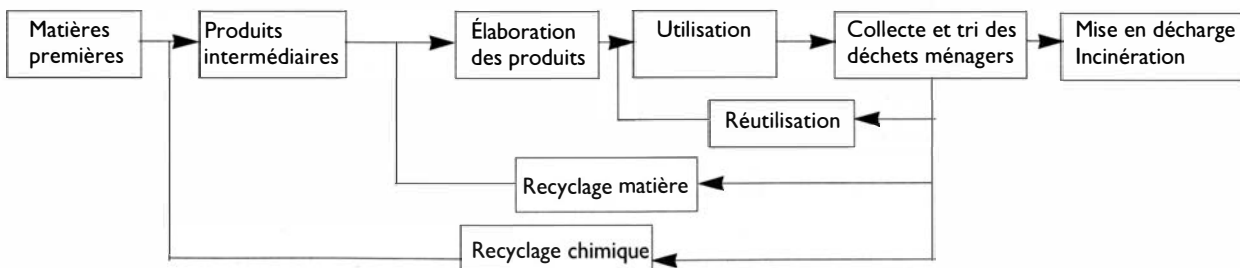 Matières
premières
Produits
intermédiaires
Élaboration
des produits
Utilisation
Collecte et tri des
déchets ménagers
Mise en décharge
Incinération
Réutilisation
Recyclage matière
Recyclage chimique